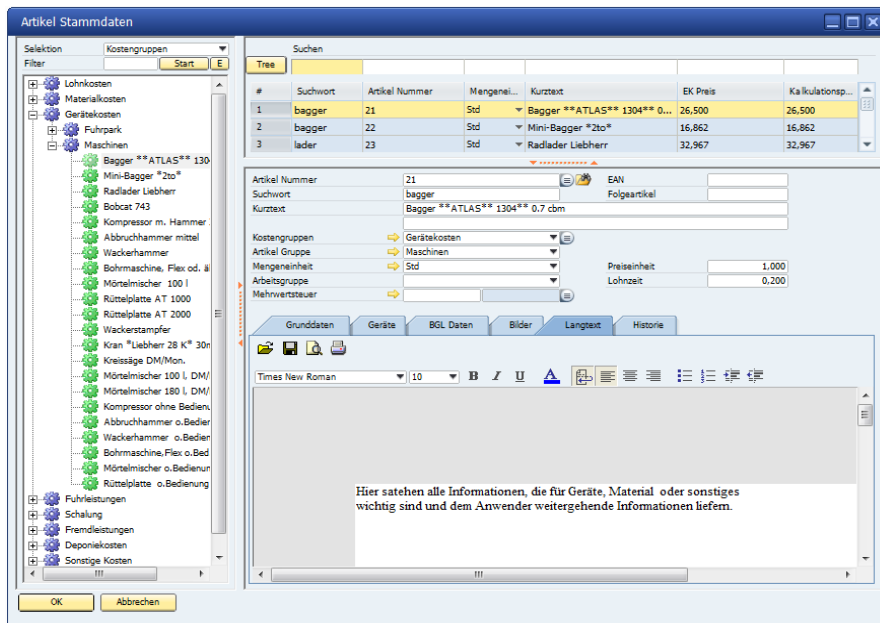 Artikel Stammdaten
Selektion Kostengruppen
Filter Start E
Lohnkosten
Materialkosten
Gerätekosten
Fuhrpark
Maschinen
Bagger **ATLAS** 130
Mini-Bagger *2to*
Radlader Liebherr
Bobcat 743
Kompressor m. Hammer
Abbruchhammer mittel
Wackerhammer
Bohrmaschine, Flex od. ä
Mörtelmischer 100 l
Rüttelplatte AT 1000
Rüttelplatte AT 2000
Wackerstampfer
Kran *Liebherr 28 K* 30m
Kreissäge DM/Mon.
Mörtelmischer 100 l, DM/
Mörtelmischer 180 l, DM/
Kompressor ohne Bedienu
Abbruchhammer o.Bedier
Wackerhammer o.Bedien
Bohrmaschine,Flex o.Bed
Mörtelmischer o.Bedienun
Rüttelplatte o.Bedienung
Fuhrleistungen
Schalung
Fremdleistungen
Deponiekosten
Sonstige Kosten
OK Abbrechen
Suchen
Tree
# Suchwort Artikel Nummer Mengenei... Kurztext EK Preis Kalkulationsp...
1 bagger 21 Std Bagger **ATLAS** 1304** 0... 26,500 26,500
2 bagger 22 Std Mini-Bagger *2to* 16,862 16,862
3 lader 23 Std Radlader Liebherr 32,967 32,967
Artikel Nummer 21 EAN
Suchwort bagger Folgeartikel
Kurztext Bagger **ATLAS** 1304** 0.7 cbm
Kostengruppen Gerätekosten
Artikel Gruppe Maschinen
Mengeneinheit Std Preiseinheit 1,000
Arbeitsgruppe Lohnzeit 0,200
Mehrwertsteuer
Grunddaten Geräte BGL Daten Bilder Langtext Historie
Times New Roman 10 B I U A
Hier satehen alle Informationen, die für Geräte, Material oder sonstiges
wichtig sind und dem Anwender weitergehende Informationen liefern.